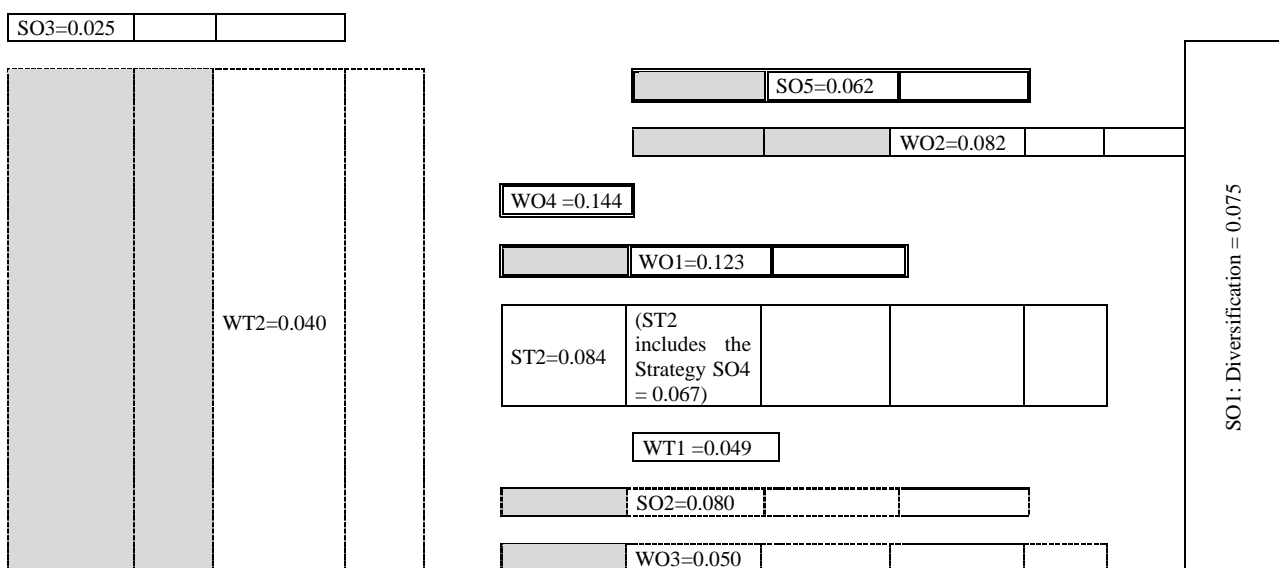 SO3=0.025
SO5=0.062
WO2=0.082
WO4 =0.144
WO1=0.123
WT2=0.040
ST2=0.084
(ST2
includes the
Strategy SO4
= 0.067)
WT1 =0.049
SO2=0.080
WO3=0.050
SO1: Diversification = 0.075